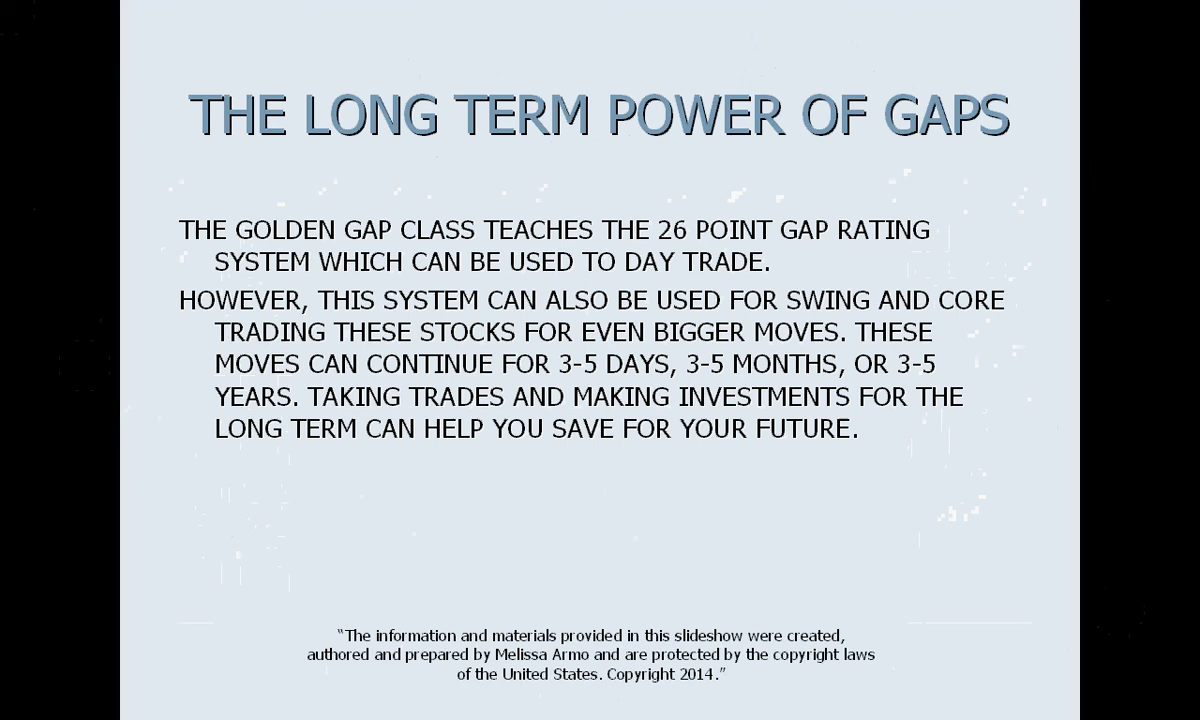 THE LONG TERM POWER OF GAPS
THE GOLDEN GAP CLASS TEACHES THE 26 POINT GAP RATING
SYSTEM WHICH CAN BE USED TO DAY TRADE.
HOWEVER, THIS SYSTEM CAN ALSO BE USED FOR SWING AND CORE
TRADING THESE STOCKS FOR EVEN BIGGER MOVES. THESE
MOVES CAN CONTINUE FOR 3-5 DAYS, 3-5 MONTHS, OR 3-5
YEARS. TAKING TRADES AND MAKING INVESTMENTS FOR THE
LONG TERM CAN HELP YOU SAVE FOR YOUR FUTURE.
“The information and materials provided in this slideshow were created,
authored and prepared by Melissa Armo and are protected by the copyright laws
of the United States. Copyright 2014.”